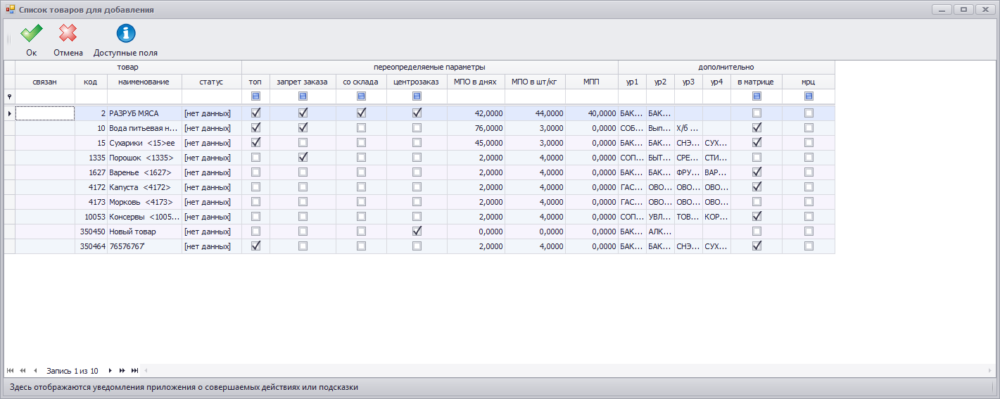 Список товаров для добавления
Ок Отмена Доступные поля
товар переопределяемые параметры дополнительно
связан код наименование статус топ запрет заказа со склада центрозаказ МПО в днях МПО в шт/кг МПП ур1 ур2 ур3 ур4 в матрице мрц
2 РАЗРУБ МЯСА [нет данных] 42,0000 44,0000 40,0000 БАК... БАК...
10 Вода питьевая н... [нет данных] 76,0000 3,0000 0,0000 СОБ... Вып... Х/б ...
15 Сухарики <15>ее [нет данных] 45,0000 3,0000 0,0000 БАК... БАК... СНЭ... СУХ...
1335 Порошок <1335> [нет данных] 2,0000 4,0000 0,0000 СОП... БЫТ... СРЕ... СТИ...
1627 Варенье <1627> [нет данных] 2,0000 4,0000 0,0000 БАК... БАК... ФРУ... ВАР...
4172 Капуста <4172> [нет данных] 2,0000 4,0000 0,0000 ГАС... ОВО... ОВО... ОВО...
4173 Морковь <4173> [нет данных] 2,0000 4,0000 0,0000 ГАС... ОВО... ОВО... ОВО...
10053 Консервы <1005... [нет данных] 2,0000 4,0000 0,0000 СОП... УВЛ... ТОВ... КОР...
350450 Новый товар [нет данных] 0,0000 0,0000 0,0000 БАК... АЛК...
350464 76576767' [нет данных] 2,0000 4,0000 0,0000 БАК... БАК... СНЭ... СУХ...
Запись 1 из 10
Здесь отображаются уведомления приложения о совершаемых действиях или подсказки